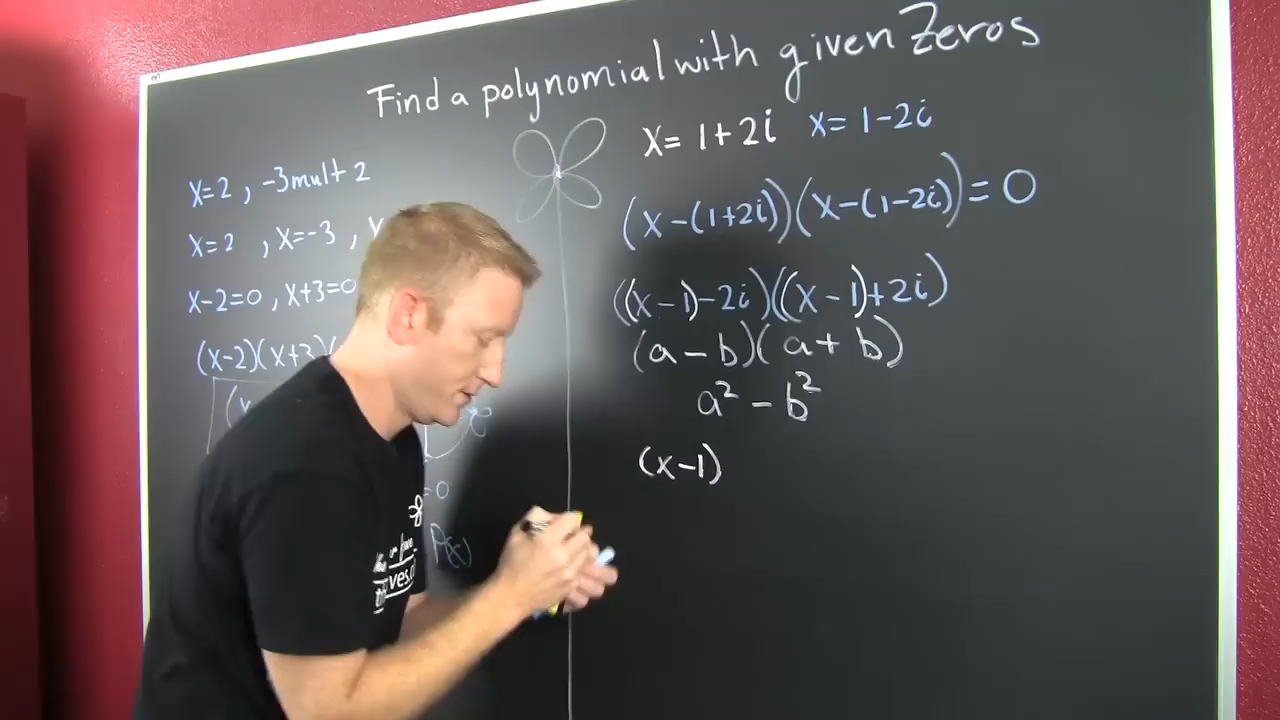 Find a polynomial with given Zeros
x=2 , -3 mult 2
x=2 , x=-3 ,
x-2=0 , x+3=0
(x-2)(x+3)
=0
P(x)
x= 1+2i x= 1-2i
(x-(1+2i))(x-(1-2i))=0
((x-1)-2i)((x-1)+2i)
(a-b)(a+b)
a²-b²
(x-1)